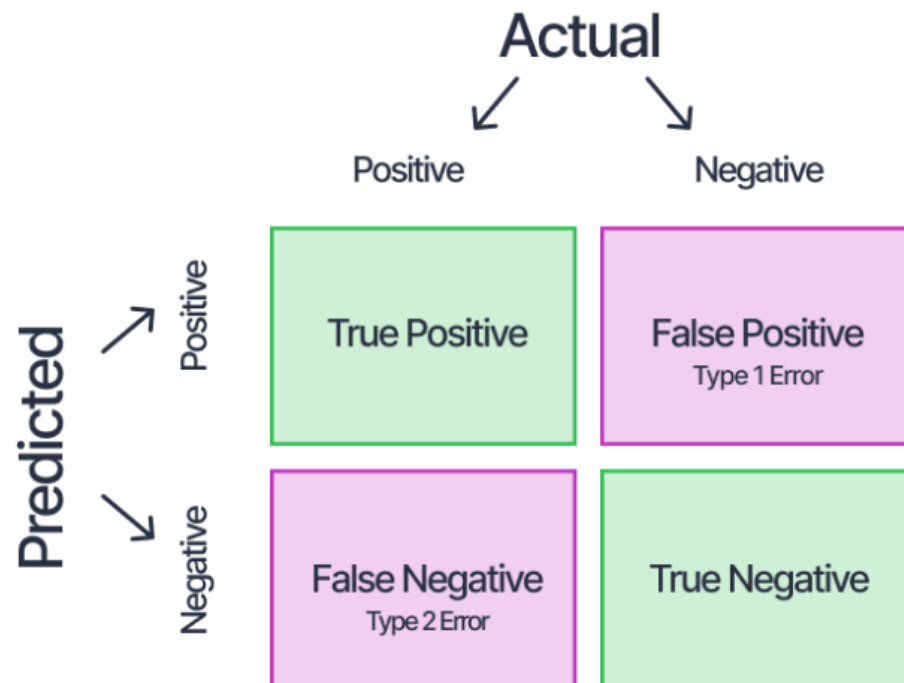 Actual
Positive
Negative
Predicted
Positive
True Positive
False Positive
Type 1 Error
Negative
False Negative
Type 2 Error
True Negative